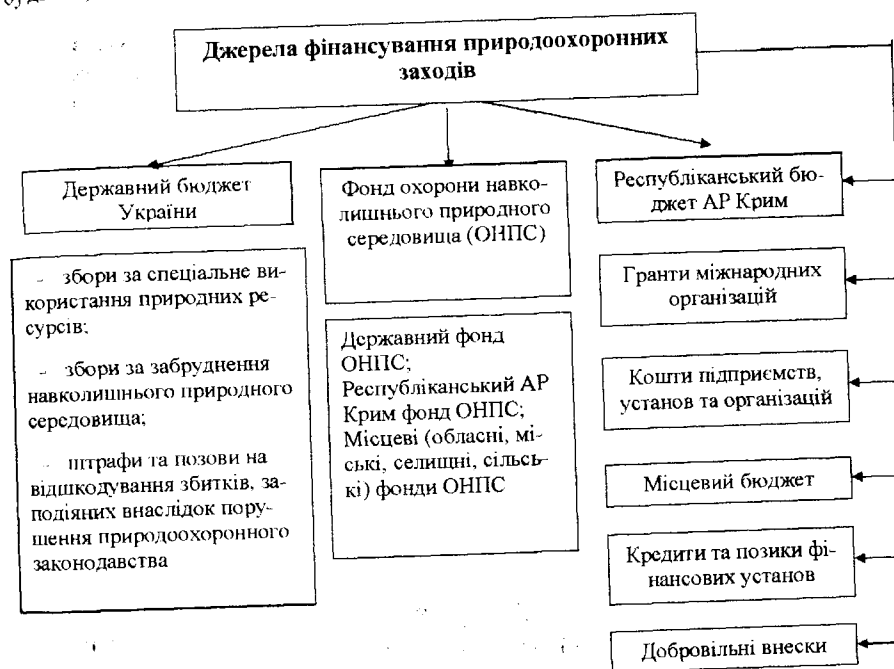 Джерела фінансування природоохоронних
заходів
Державний бюджет
України
- збори за спеціальне ви-
користання природних ре-
сурсів;
- збори за забруднення
навколишнього природного
середовища;
- штрафи та позови на
відшкодування збитків, за-
подіяних внаслідок пору-
шення природоохоронного
законодавства
Фонд охорони навко-
лишнього природного
середовища (ОНПС)
Державний фонд
ОНПС;
Республіканський АР
Крим фонд ОНПС;
Місцеві (обласні, мі-
ські, селищні, сільсь-
кі) фонди ОНПС
Республіканський бю-
джет АР Крим
Гранти міжнародних
організацій
Кошти підприємств,
установ та організацій
Місцевий бюджет
Кредити та позики фі-
нансових установ
Добровільні внески